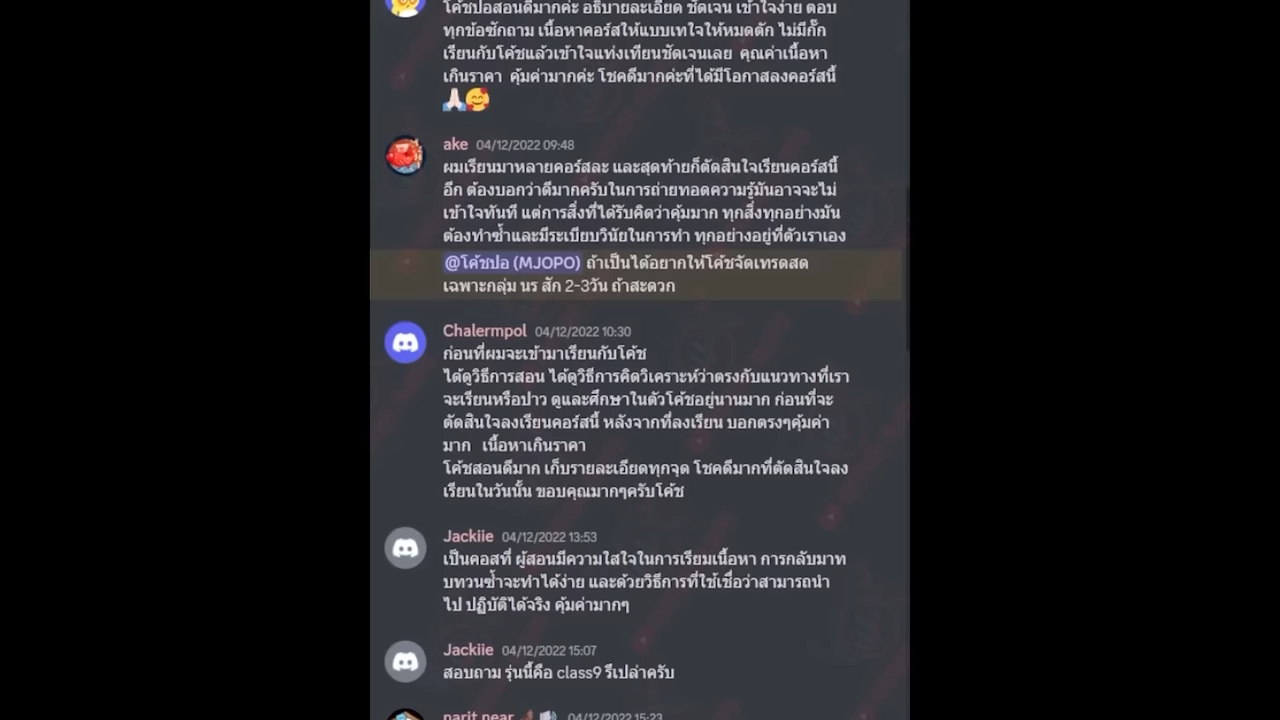 โค้ชปอสอนดีมากค่ะ อธิบายละเอียด ชัดเจน เข้าใจง่าย ตอบ
ทุกข้อซักถาม เนื้อหาคอร์สให้แบบเทใจให้หมดตัก ไม่มีกั๊ก
เรียนกับโค้ชแล้วเข้าใจแท่งเทียนชัดเจนเลย คุณค่าเนื้อหา
เกินราคา คุ้มค่ามากค่ะ โชคดีมากค่ะที่ได้มีโอกาสลงคอร์สนี้
🙏🏻🥰
ake 04/12/2022 09:48
ผมเรียนมาหลายคอร์สละ และสุดท้ายก็ตัดสินใจเรียนคอร์สนี้
อีก ต้องบอกว่าดีมากครับในการถ่ายทอดความรู้มันอาจจะไม่
เข้าใจทันที แต่การสิ่งที่ได้รับคิดว่าคุ้มมาก ทุกสิ่งทุกอย่างมัน
ต้องทำซ้ำและมีระเบียบวินัยในการทำ ทุกอย่างอยู่ที่ตัวเราเอง
@โค้ชปอ (MJOPO) ถ้าเป็นได้อยากให้โค้ชจัดเทรดสด
เฉพาะกลุ่ม นร สัก 2-3วัน ถ้าสะดวก
Chalermpol 04/12/2022 10:30
ก่อนที่ผมจะเข้ามาเรียนกับโค้ช
ได้ดูวิธีการสอน ได้ดูวิธีการคิดวิเคราะห์ว่าตรงกับแนวทางที่เรา
จะเรียนหรือป่าว ดูและศึกษาในตัวโค้ชอยู่นานมาก ก่อนที่จะ
ตัดสินใจลงเรียนคอร์สนี้ หลังจากที่ลงเรียน บอกตรงๆคุ้มค่า
มาก เนื้อหาเกินราคา
โค้ชสอนดีมาก เก็บรายละเอียดทุกจุด โชคดีมากที่ตัดสินใจลง
เรียนในวันนั้น ขอบคุณมากๆครับโค้ช
Jackiie 04/12/2022 13:53
เป็นคอสที่ ผู้สอนมีความใส่ใจในการเรียมเนื้อหา การกลับมาท
บทวนซ้ำจะทำได้ง่าย และด้วยวิธีการที่ใช้เชื่อว่าสามารถนำ
ไป ปฏิบัติได้จริง คุ้มค่ามากๆ
Jackiie 04/12/2022 15:07
สอบถาม รุ่นนี้คือ class9 รึเปล่าครับ
parit near 04/12/2022 15:23